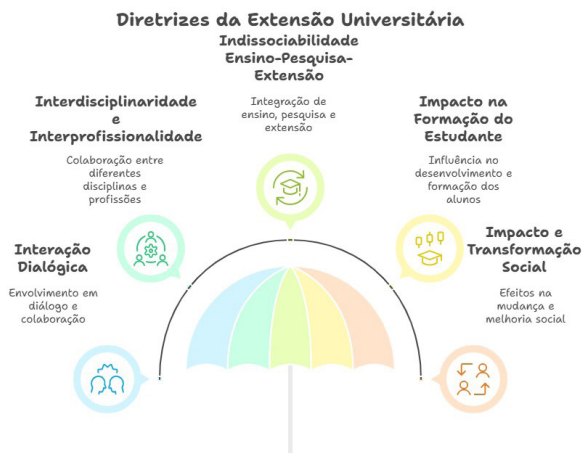 Diretrizes da Extensão Universitária
Indissociabilidade
Ensino-Pesquisa-
Extensão
Integração de
ensino, pesquisa e
extensão
Interdisciplinaridade
e
Interprofissionalidade
Colaboração entre
diferentes
disciplinas e
profissões
Impacto na
Formação do
Estudante
Influência no
desenvolvimento e
formação dos
alunos
Interação
Dialógica
Envolvimento em
diálogo e
colaboração
Impacto e
Transformação
Social
Efeitos na
mudança e
melhoria social